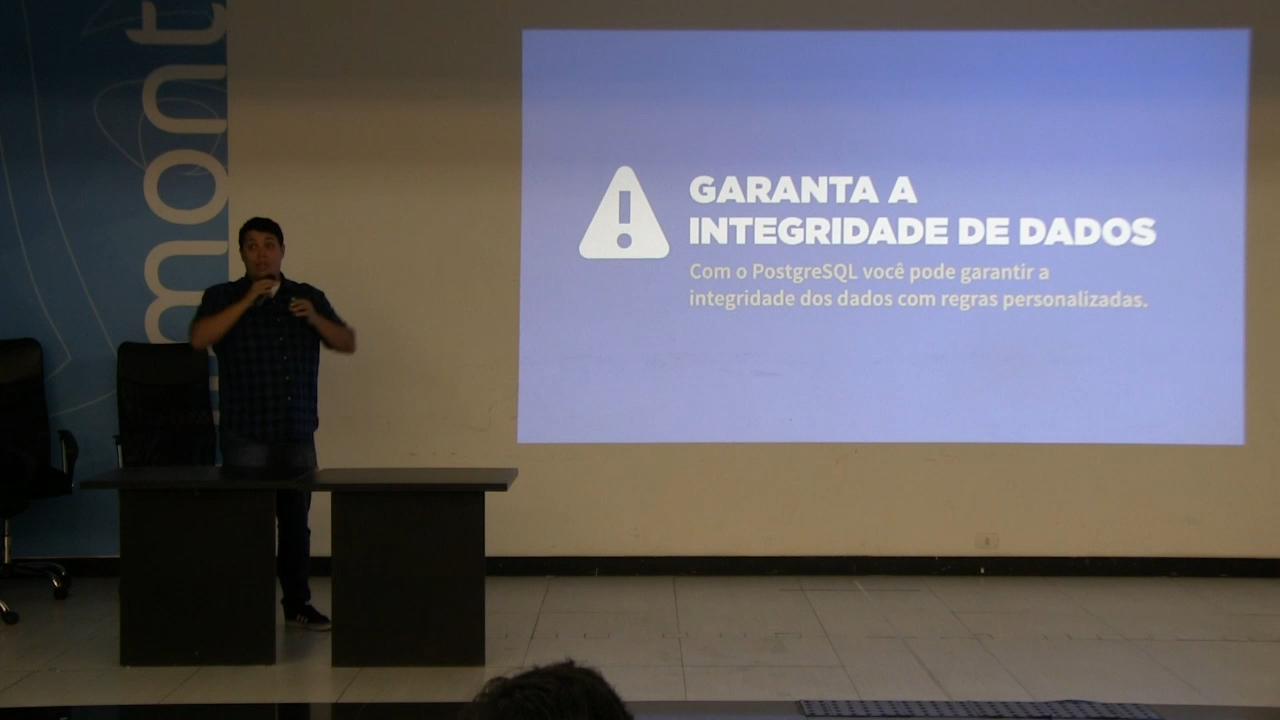 mont
GARANTA A
INTEGRIDADE DE DADOS
Com o PostgreSQL você pode garantir a
integridade dos dados com regras personalizadas.